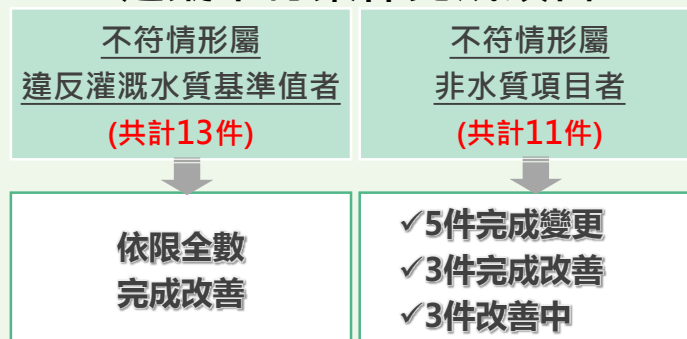 不符情形屬
違反灌溉水質基準值者
(共計13件)
不符情形屬
非水質項目者
(共計11件)
依限全數
完成改善
✓5件完成變更
✓3件完成改善
✓3件改善中